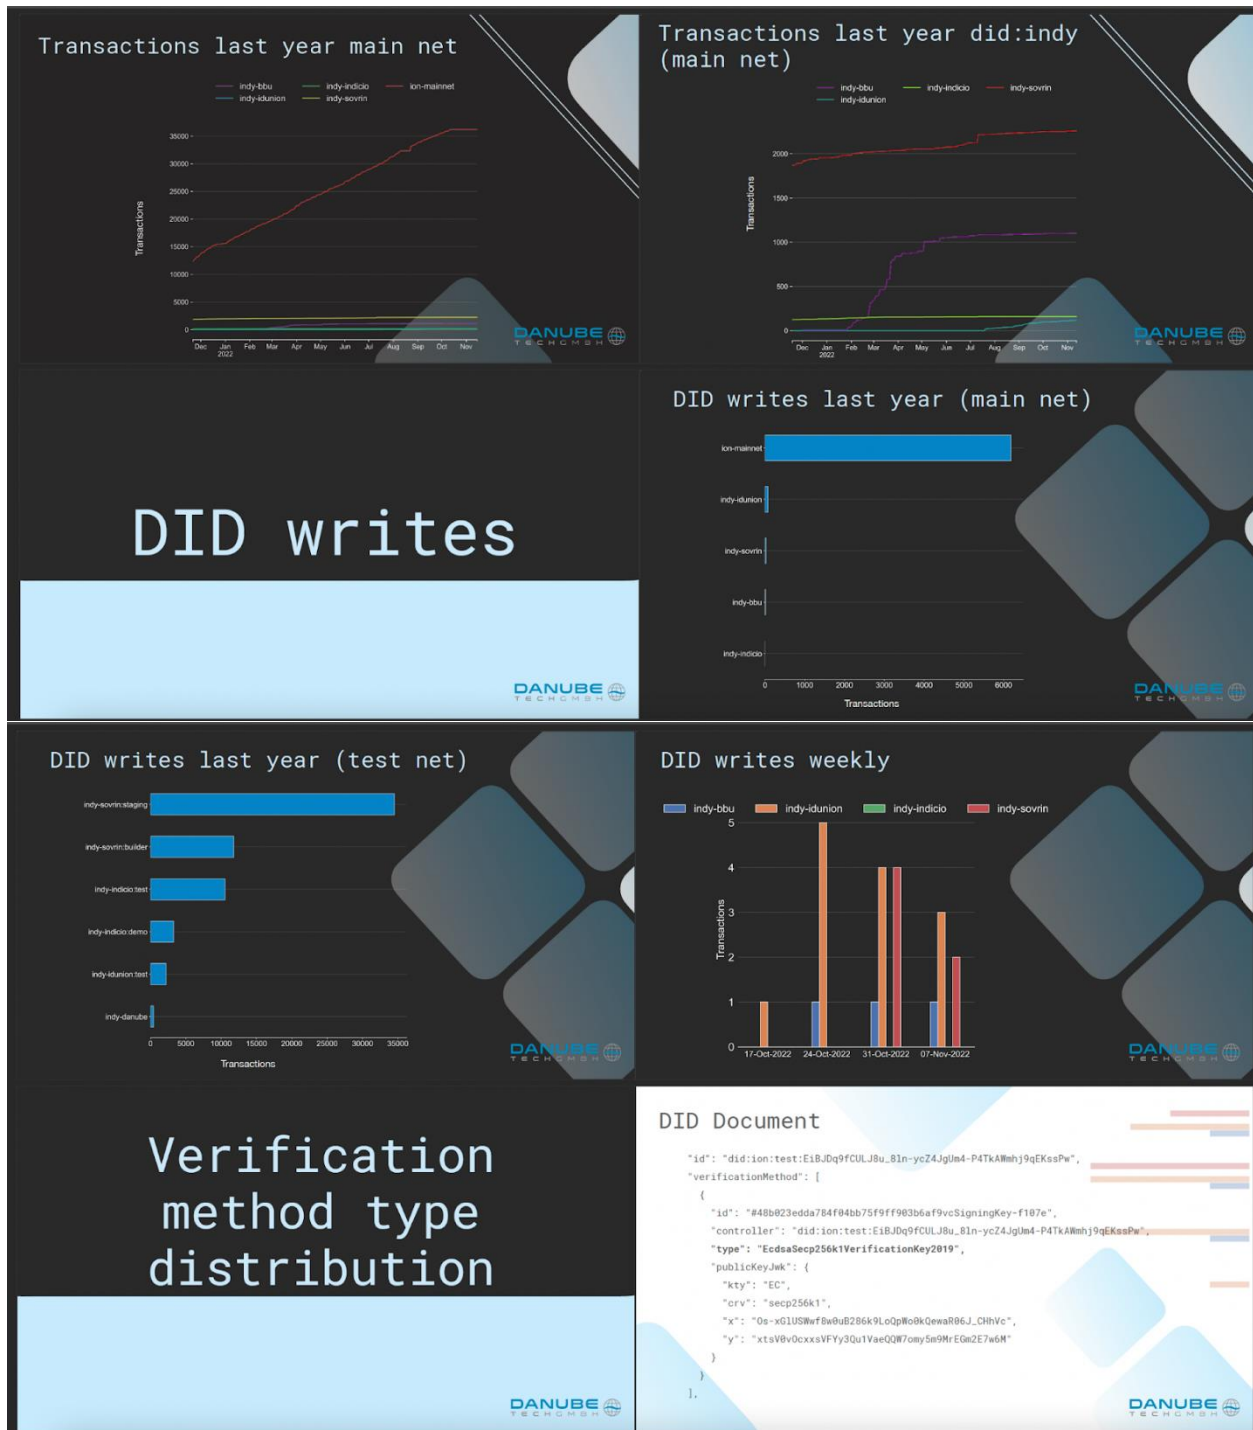 Transactions last year main net
indy-bbu indy-indicio ion-mainnet
indy-idunion indy-sovrin
35000
30000
25000
20000
15000
10000
5000
0
Transactions
Dec Jan Feb Mar Apr May Jun Jul Aug Sep Oct Nov
2022
DANUBE
TECH GMBH
Transactions last year did:indy
(main net)
indy-bbu indy-indicio indy-sovrin
indy-idunion
2000
1500
1000
500
0
Transactions
Dec Jan Feb Mar Apr May Jun Jul Aug Sep Oct Nov
2022
DANUBE
TECH GMBH
DID writes
DANUBE
TECH GMBH
DID writes last year (main net)
ion-mainnet
indy-idunion
indy-sovrin
indy-bbu
indy-indicio
0 1000 2000 3000 4000 5000 6000
Transactions
DANUBE
TECH GMBH
DID writes last year (test net)
indy-sovrin:staging
indy-sovrin:builder
indy-indicio:test
indy-indicio:demo
indy-idunion:test
indy-danube
0 5000 10000 15000 20000 25000 30000 35000
Transactions
DANUBE
TECH GMBH
DID writes weekly
indy-bbu indy-idunion indy-indicio indy-sovrin
5
4
3
2
1
0
Transactions
17-Oct-2022 24-Oct-2022 31-Oct-2022 07-Nov-2022
DANUBE
TECH GMBH
Verification
method type
distribution
DANUBE
TECH GMBH
DID Document
"id": "did:ion:test:EiBJDq9fCULJ8u_8ln-ycZ4JgUm4-P4TkAWmhj9qEKssPw",
"verificationMethod": [
{
"id": "#48b023edda784f04bb75f9ff903b6af9vcSigningKey-f107e",
"controller": "did:ion:test:EiBJDq9fCULJ8u_8ln-ycZ4JgUm4-P4TkAWmhj9qEKssPw",
"type": "EcdsaSecp256k1VerificationKey2019",
"publicKeyJwk": {
"kty": "EC",
"crv": "secp256k1",
"x": "Os-xGlUSWwf8w0uB286k9LoQpWo0kQewaR06J_CHhVc",
"y": "xtsV0vOcxxsVFYy3Qu1VaeQQW7omy5m9MrEGm2E7w6M"
}
}
],
DANUBE
TECH GMBH